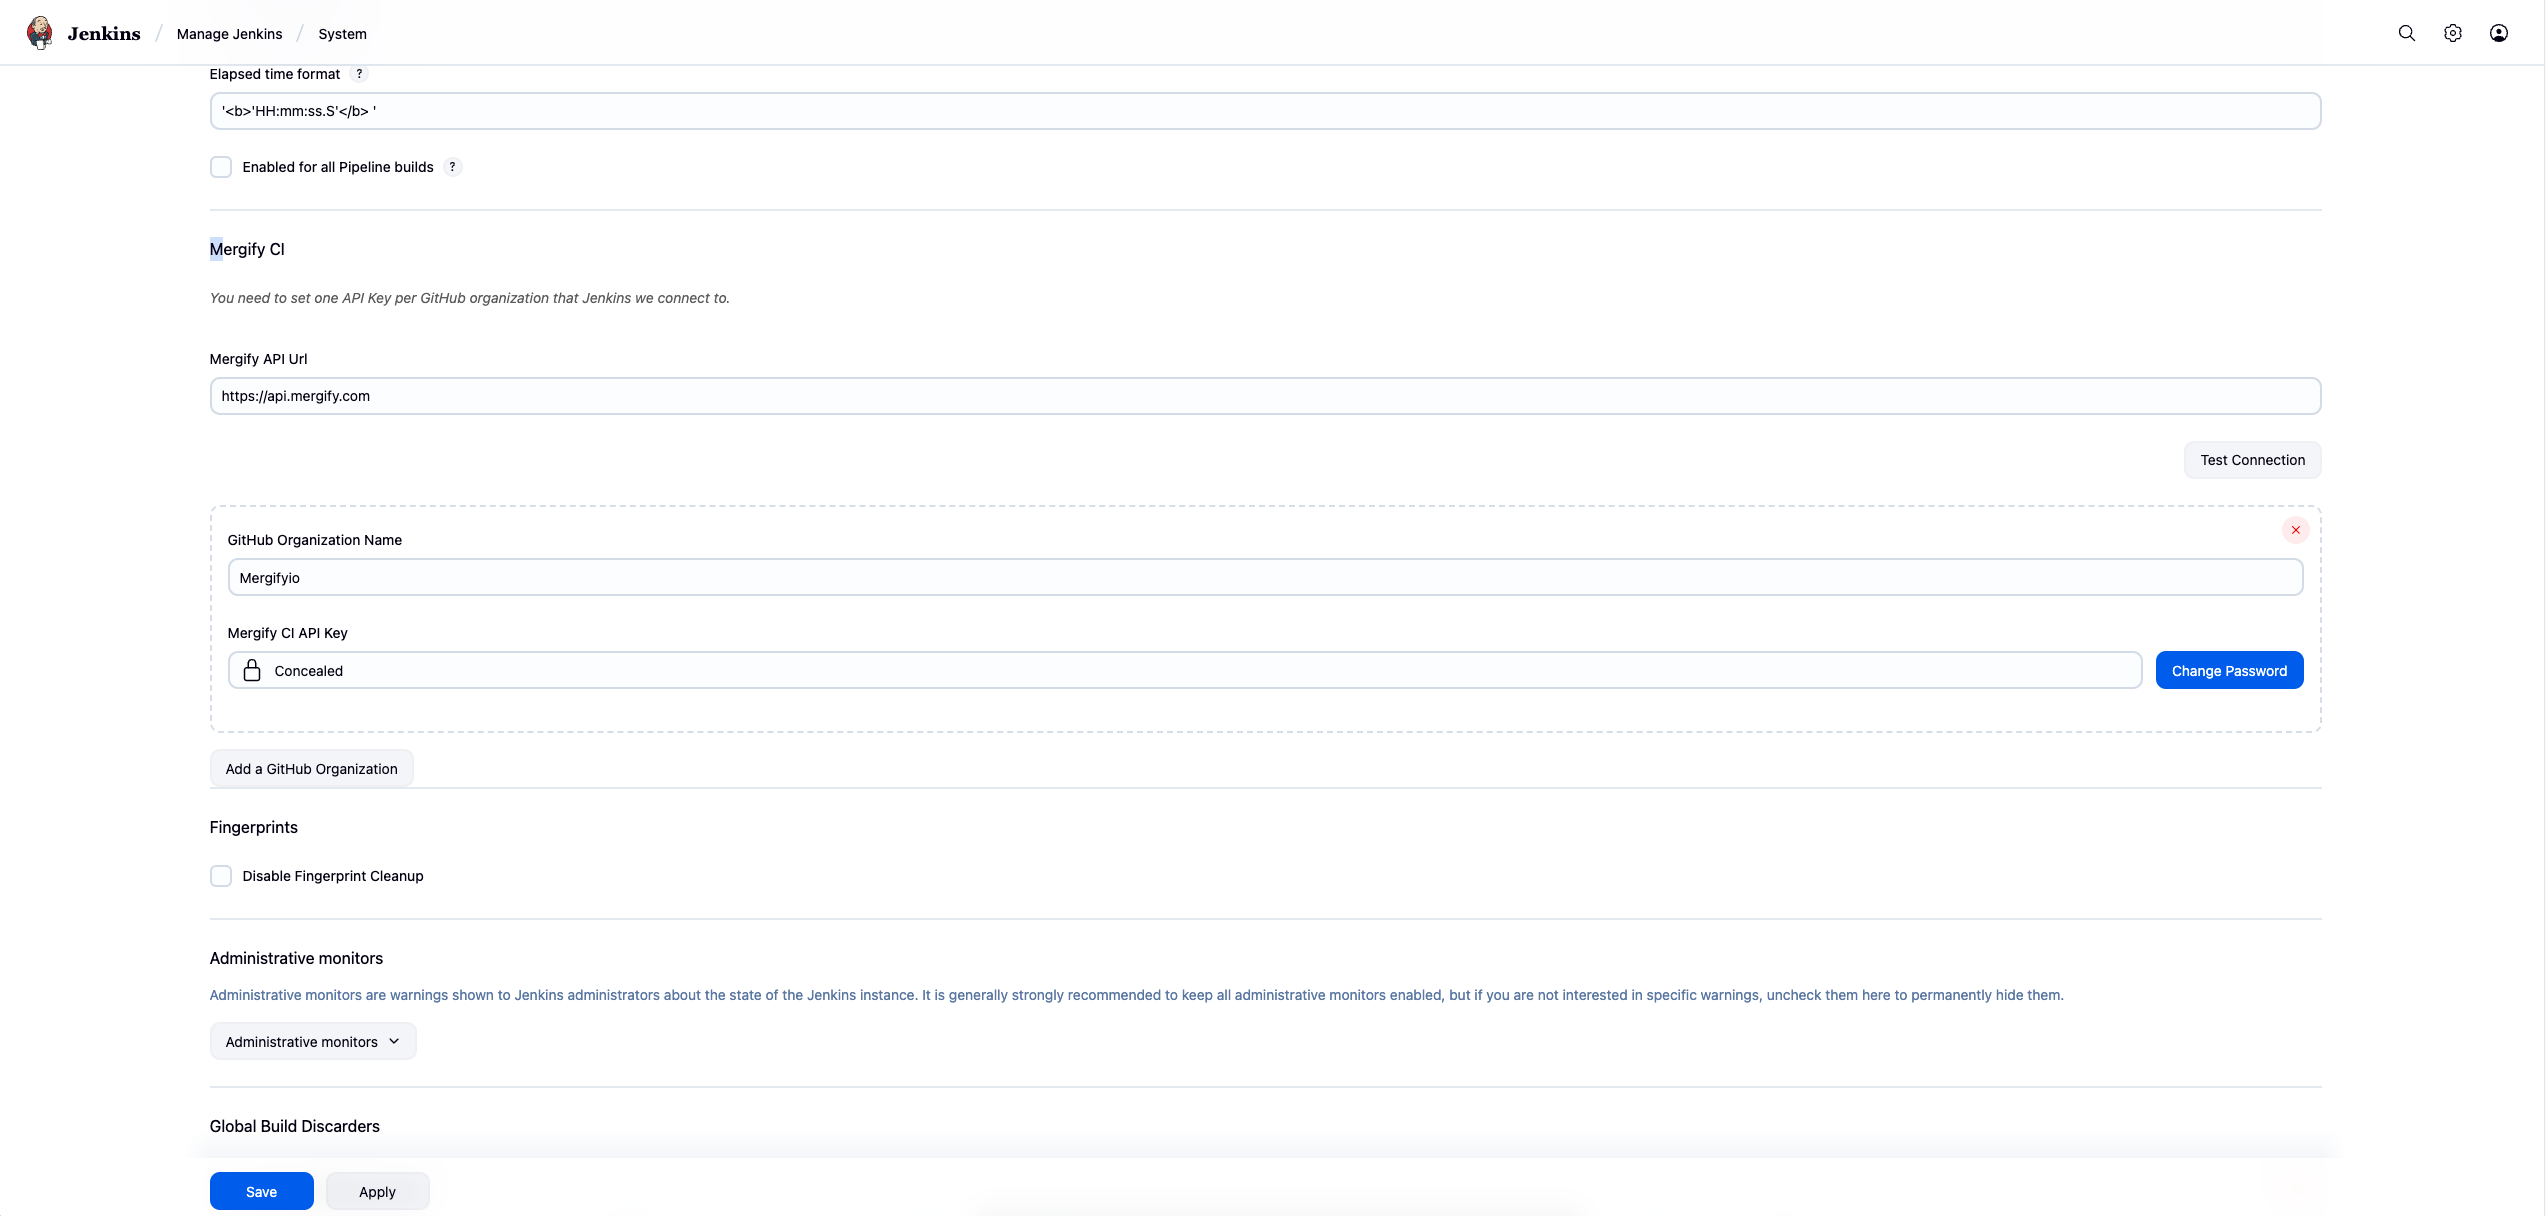 Jenkins / Manage Jenkins / System
Elapsed time format ?
'<b>'HH:mm:ss.S'</b> '
Enabled for all Pipeline builds ?
Mergify CI
You need to set one API Key per GitHub organization that Jenkins we connect to.
Mergify API Url
https://api.mergify.com
Test Connection
GitHub Organization Name
Mergifyio
Mergify CI API Key
Concealed
Change Password
Add a GitHub Organization
Fingerprints
Disable Fingerprint Cleanup
Administrative monitors
Administrative monitors are warnings shown to Jenkins administrators about the state of the Jenkins instance. It is generally strongly recommended to keep all administrative monitors enabled, but if you are not interested in specific warnings, uncheck them here to permanently hide them.
Administrative monitors
Global Build Discarders
Save
Apply